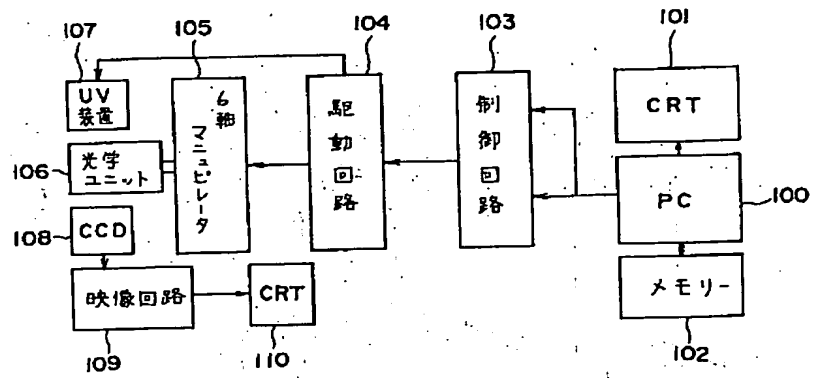 107
105
104
103
101
UV
装置
6軸
マニュピレータ
駆動回路
制御回路
CRT
106
光学
ユニット
PC
100
108
CCD
映像回路
CRT
メモリー
109
110
102